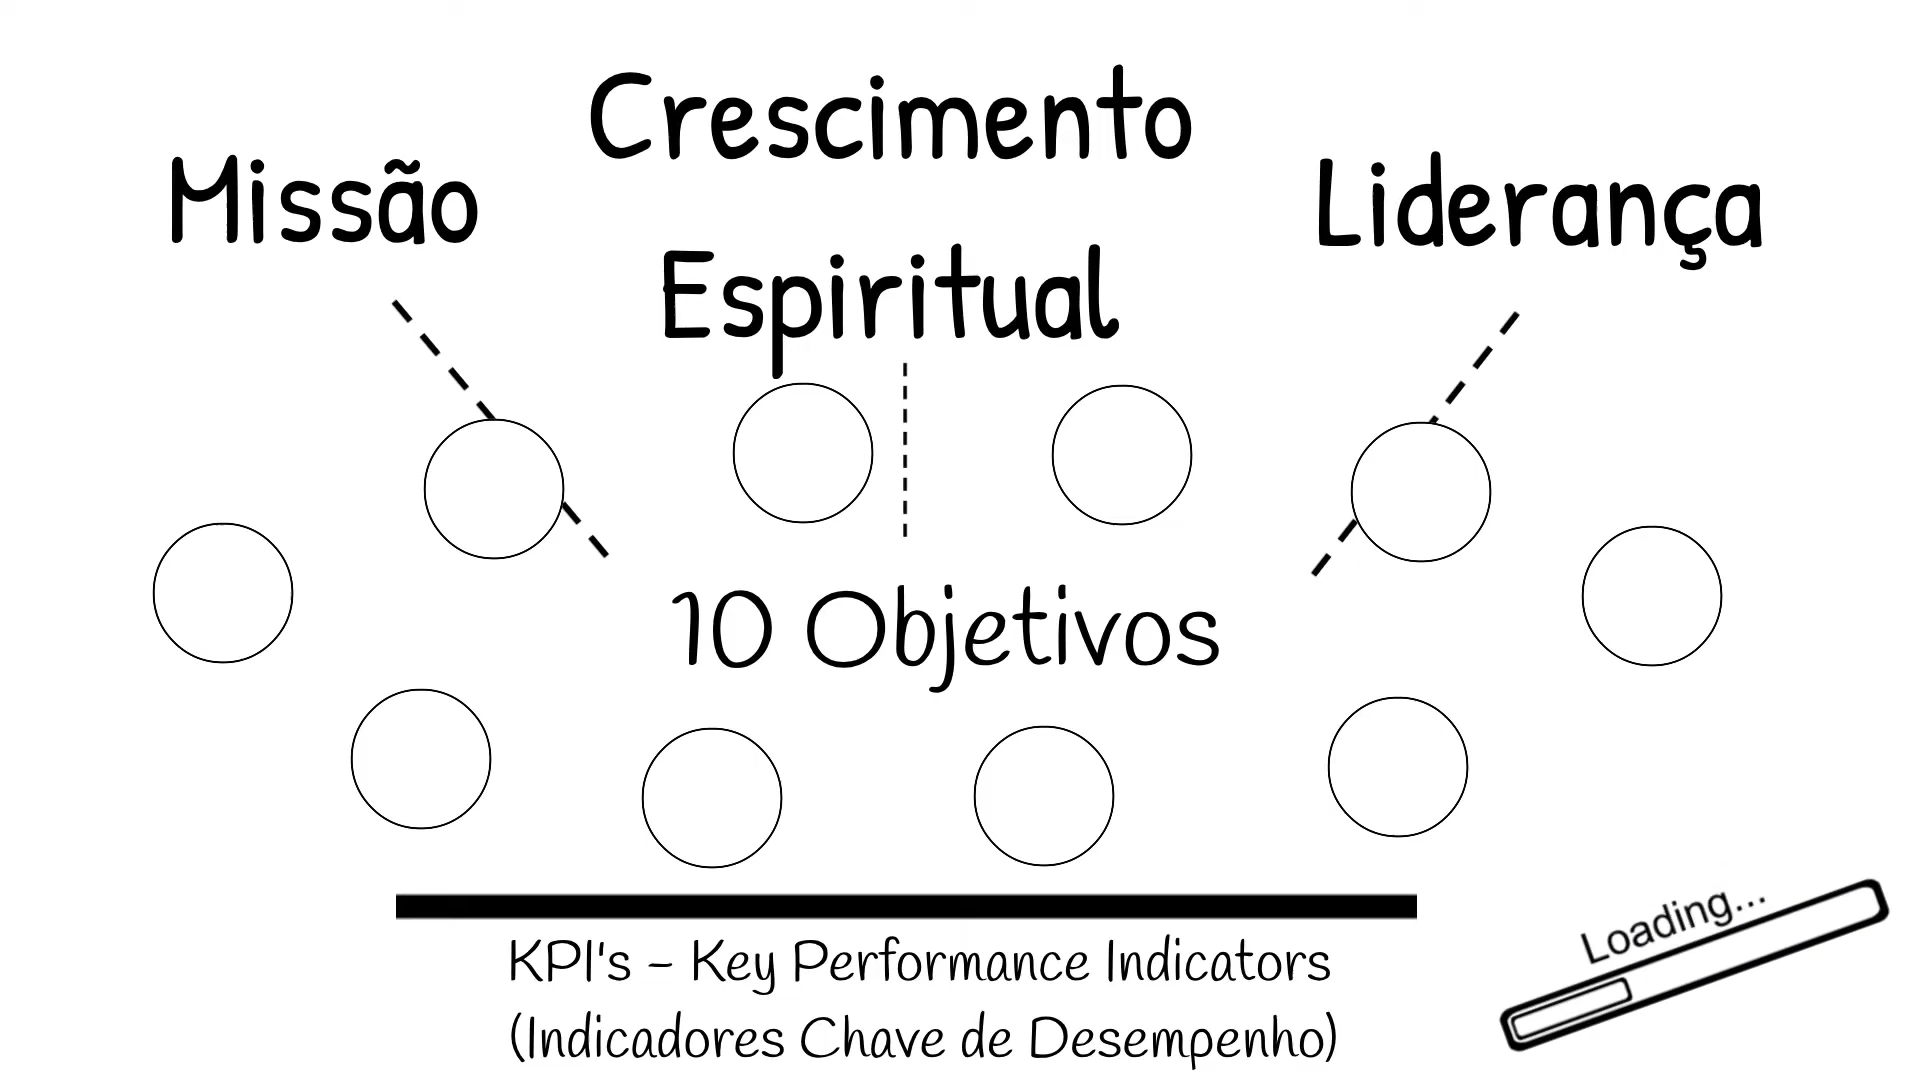 Missão
Crescimento
Espiritual
Liderança
10 Objetivos
KPI's - Key Performance Indicators
(Indicadores Chave de Desempenho)
Loading...